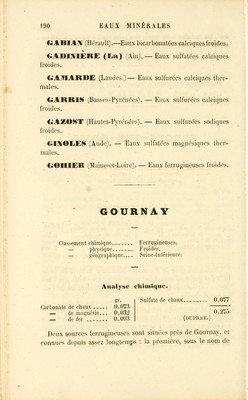 190 EAUX MINÉRALES
GABIAN (Hérault).—Eaux bicarbonatées calciques froides.
GADINIÈRE (La) (Ain). — Eaux sulfatées calciques
froides.
GAMARDE (Landes.) — Eaux sulfurées calciques ther-
males.
GARRIS (Basses-Pyrénées). — Eaux sulfurées calciques
froides.
GAZOST (Hautes-Pyrénées). — Eaux sulfurées sodiques
froides.
GINOLES (Aude). — Eaux sulfatées magnésiques ther-
males.
GOHIER (Maine-et-Loire). — Eaux ferrugineuses froides.
GOURNAY
Classement chimique....... Ferrugineuses.
— physique....... Froides.
— géographique.... Seine-Inférieure.
Analyse chimique.
gr.
Carbonate de chaux ..... 0.073
— de magnésie... 0.032
— de fer ....... 0.093
Sulfate de chaux........ 0.077
0.275
(DUPRAY.)
Deux sources ferrugineuses sont situées près de Gournay, et
connues depuis assez longtemps : la première, sous le nom de